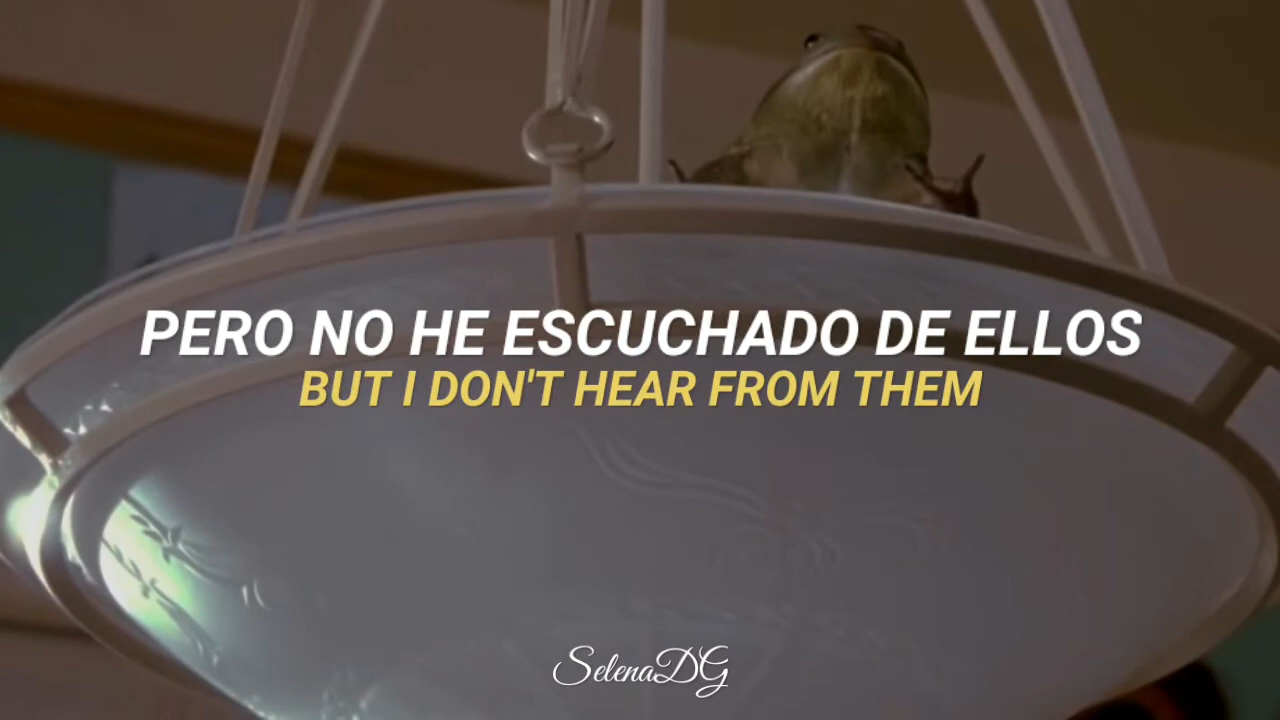 PERO NO HE ESCUCHADO DE ELLOS
BUT I DON'T HEAR FROM THEM
SelenaDG